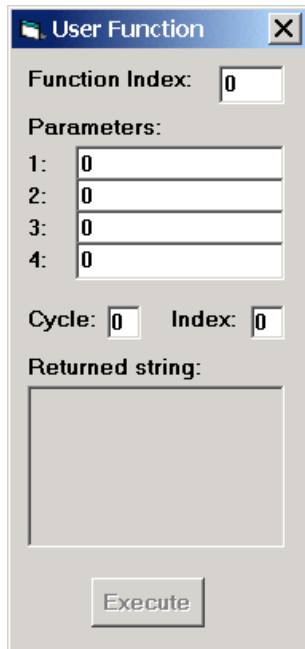 User Function
Function Index: 0
Parameters:
1: 0
2: 0
3: 0
4: 0
Cycle: 0 Index: 0
Returned string:
Execute